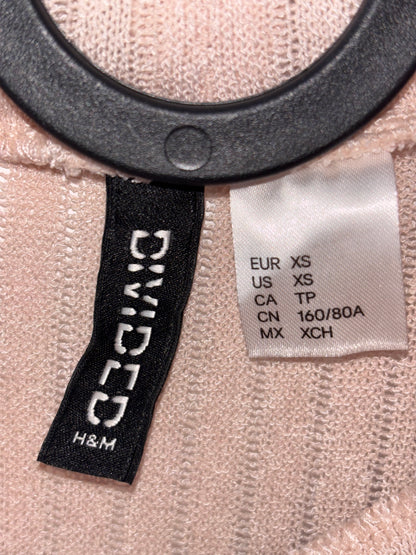 DIVIDED
H&M
EUR XS
US XS
CA TP
CN 160/80A
MX XCH